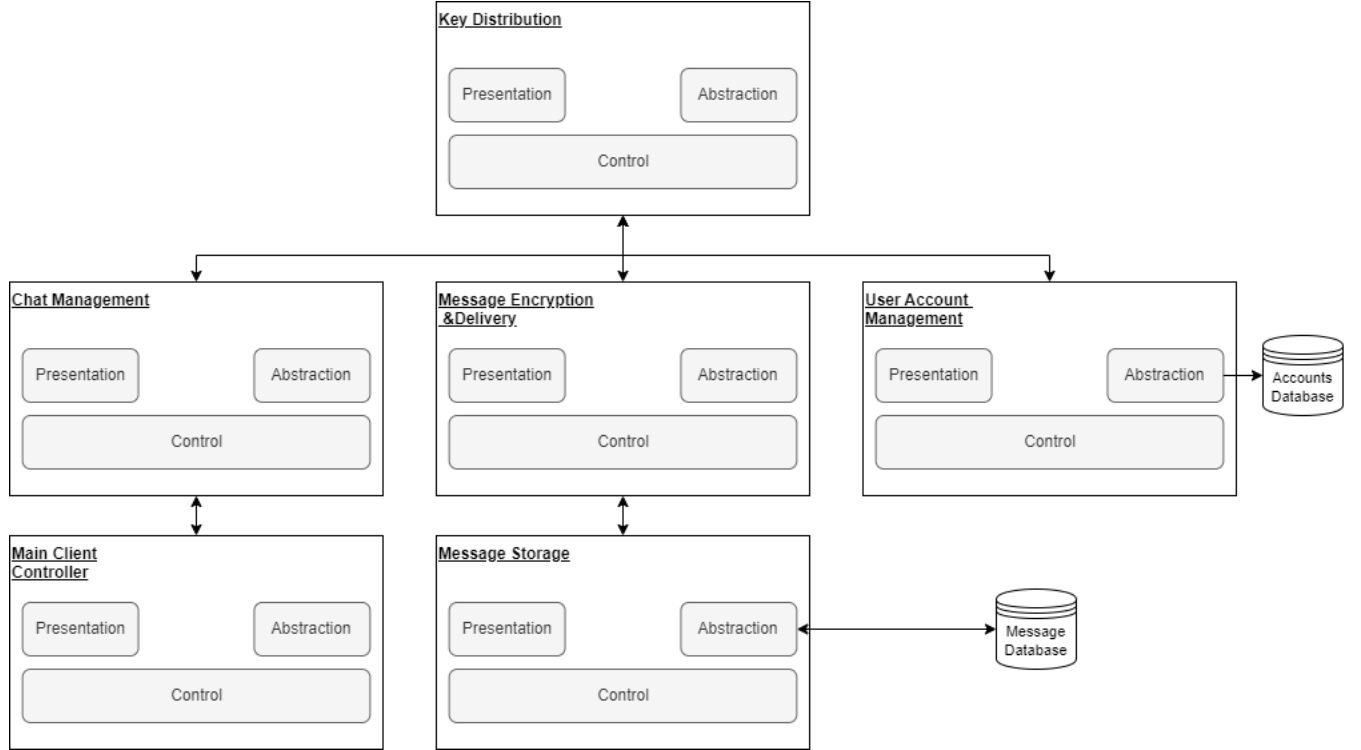 Key Distribution
Presentation
Abstraction
Control
Chat Management
Presentation
Abstraction
Control
Message Encryption
&Delivery
Presentation
Abstraction
Control
User Account
Management
Presentation
Abstraction
Control
Accounts
Database
Main Client
Controller
Presentation
Abstraction
Control
Message Storage
Presentation
Abstraction
Control
Message
Database